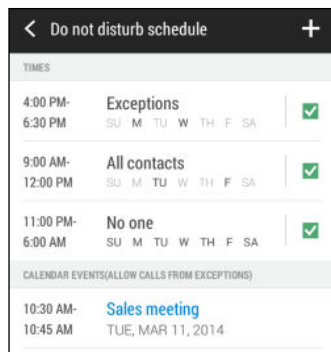 Do not disturb schedule
TIMES
4:00 PM- Exceptions
6:30 PM SU M TU W TH F SA
9:00 AM- All contacts
12:00 PM SU M TU W TH F SA
11:00 PM- No one
6:00 AM SU M TU W TH F SA
CALENDAR EVENTS(ALLOW CALLS FROM EXCEPTIONS)
10:30 AM- Sales meeting
10:45 AM TUE, MAR 11, 2014